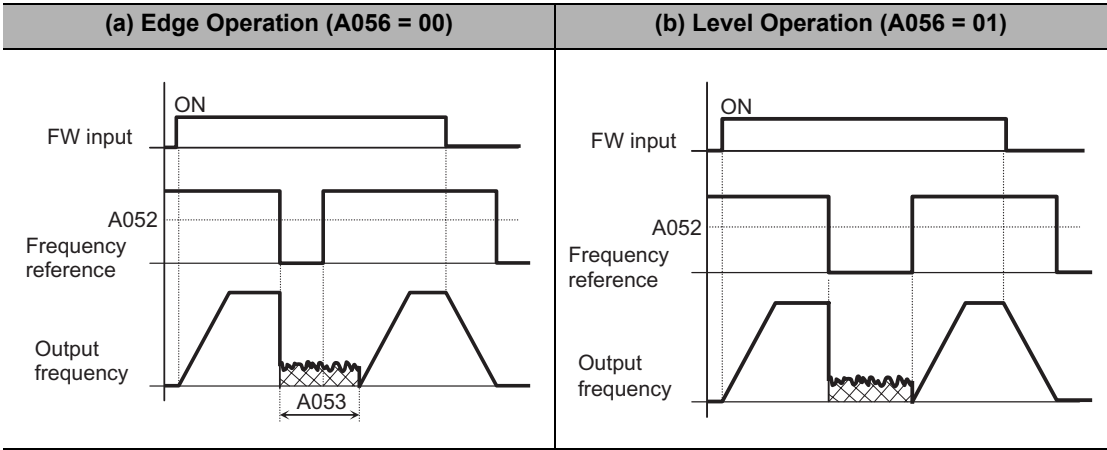 (a) Edge Operation (A056 = 00)
(b) Level Operation (A056 = 01)
ON
FW input
A052
Frequency
reference
Output
frequency
A053
ON
FW input
A052
Frequency
reference
Output
frequency